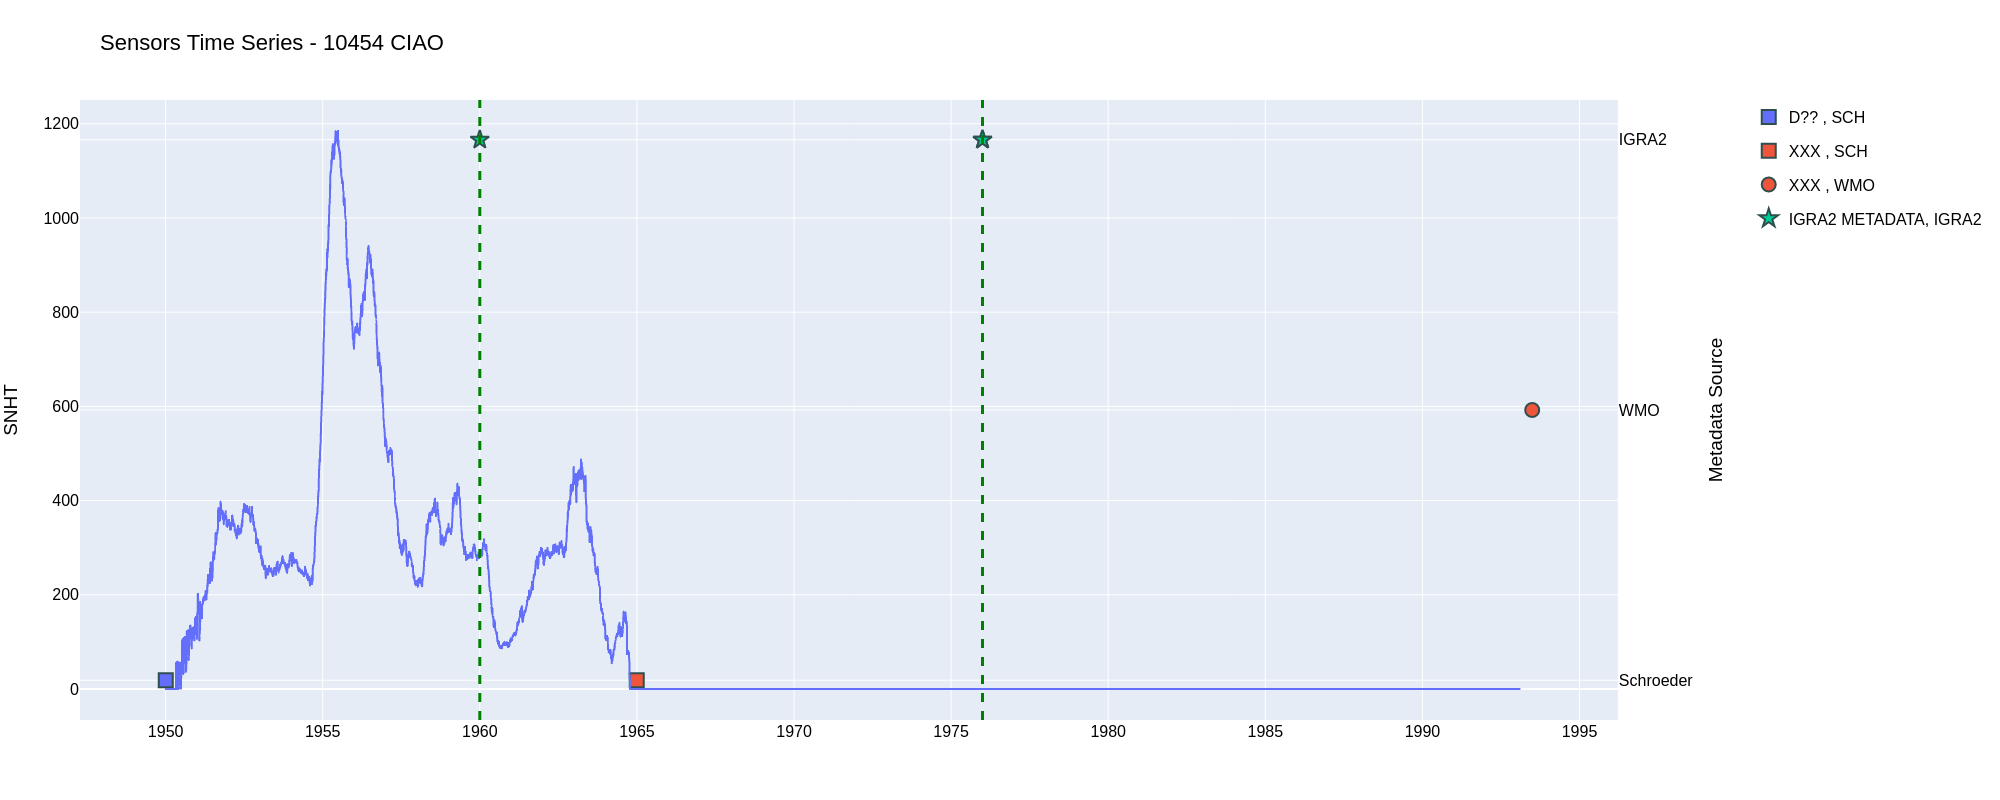 Sensors Time Series - 10454 CIAO
1200
1000
800
600
400
200
0
SNHT
1950
1955
1960
1965
1970
1975
1980
1985
1990
1995
IGRA2
WMO
Schroeder
Metadata Source
D?? , SCH
XXX , SCH
XXX , WMO
IGRA2 METADATA, IGRA2